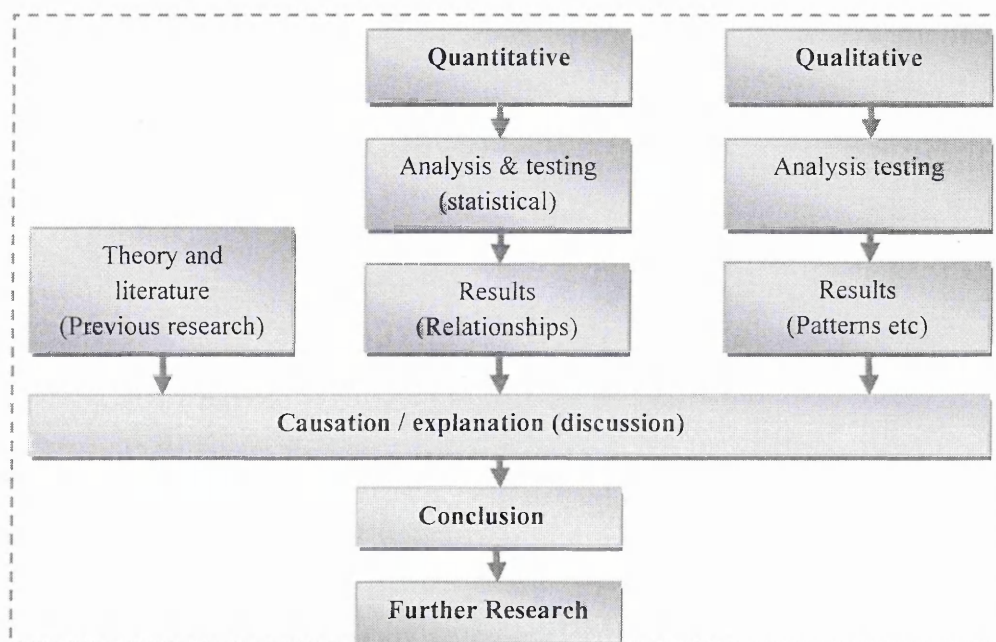 Quantitative
Qualitative
Analysis & testing
(statistical)
Analysis testing
Theory and
literature
(Previous research)
Results
(Relationships)
Results
(Patterns etc)
Causation / explanation (discussion)
Conclusion
Further Research